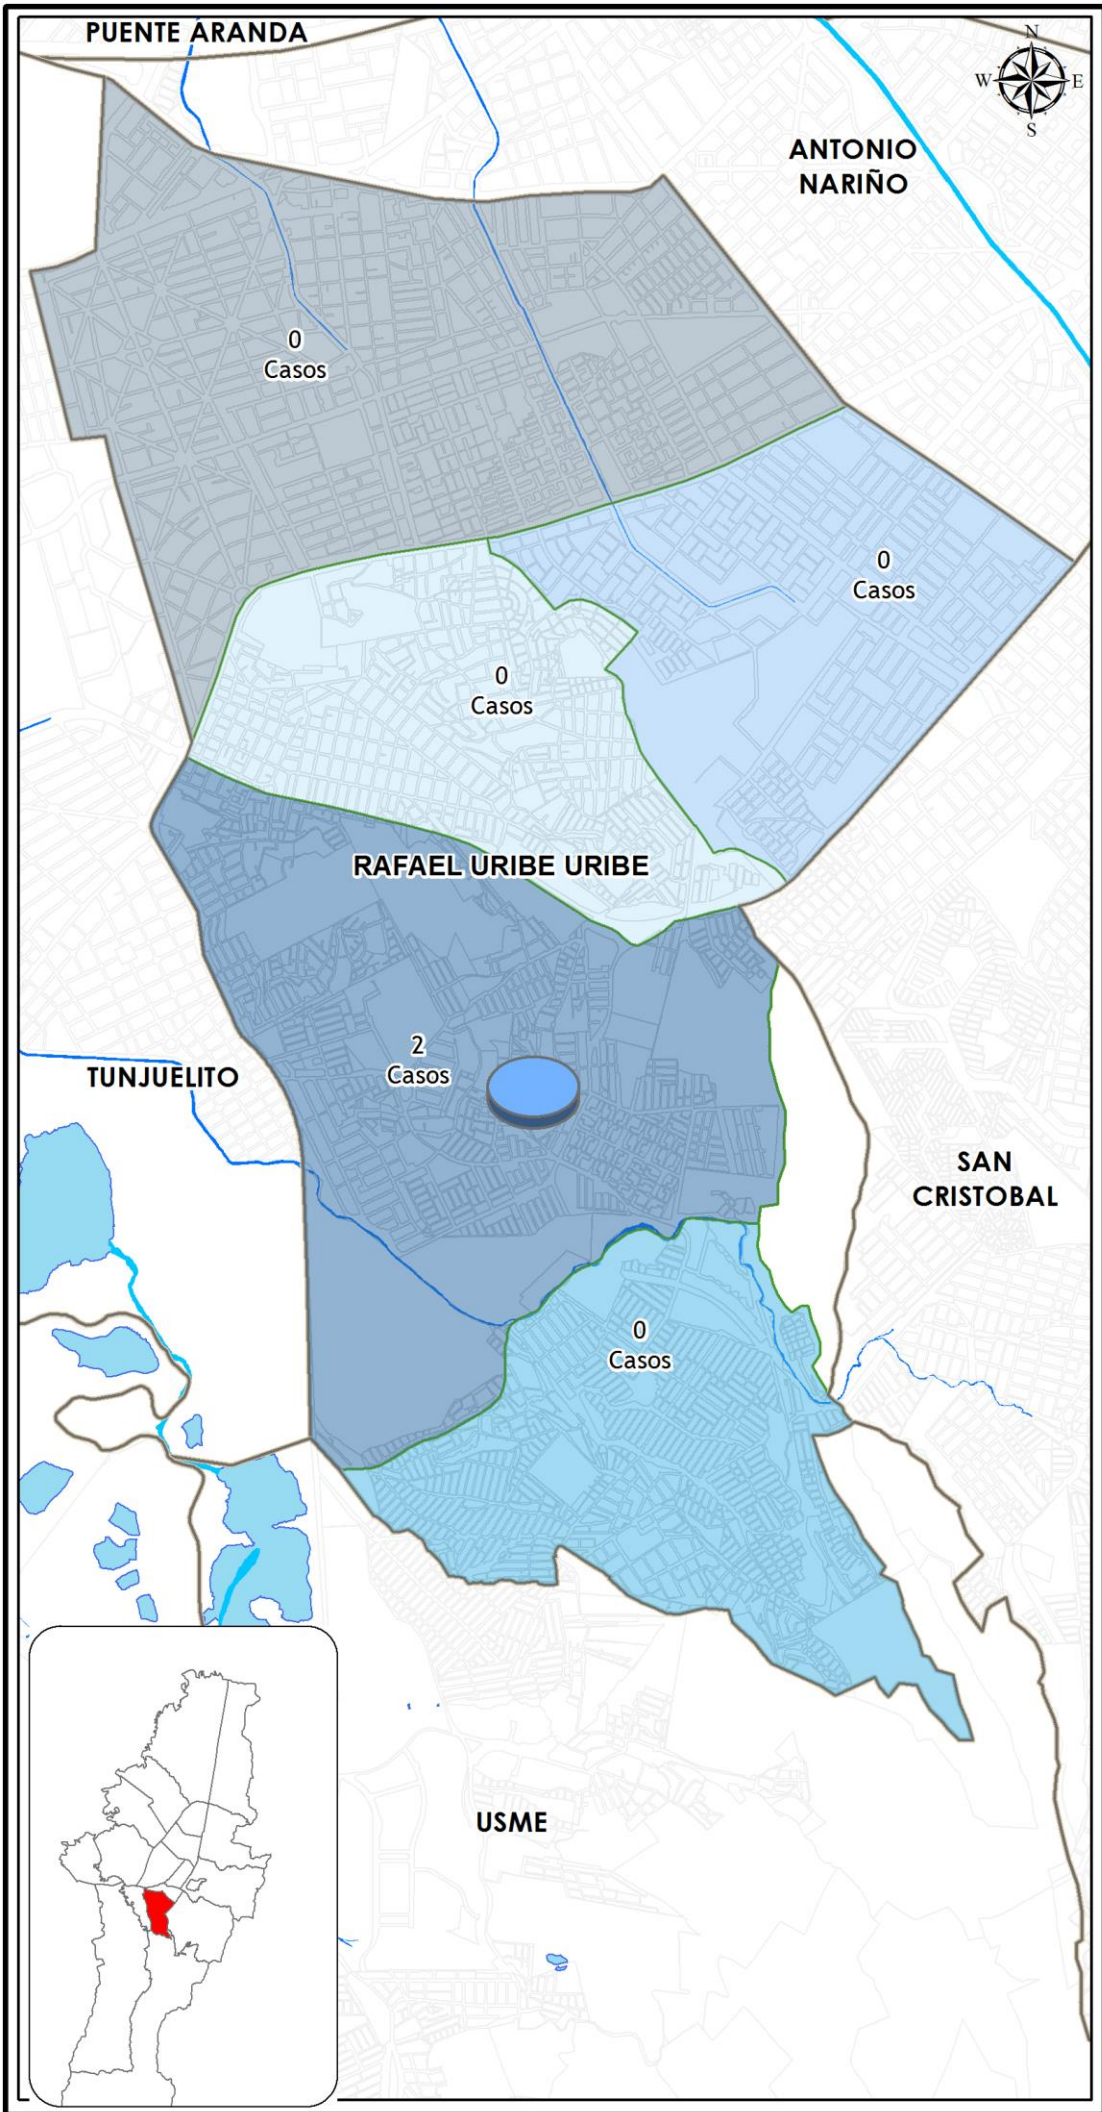 PUENTE ARANDA
N
W
E
S
ANTONIO
NARIÑO
0
Casos
0
Casos
0
Casos
RAFAEL URIBE URIBE
2
Casos
TUNJUELITO
SAN
CRISTOBAL
0
Casos
USME